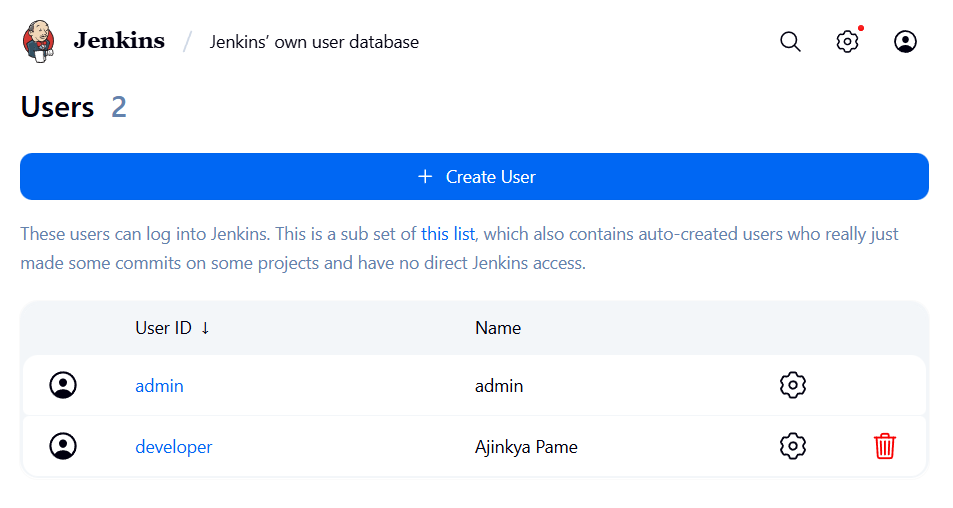 Jenkins / Jenkins’ own user database
Users 2
+ Create User
These users can log into Jenkins. This is a sub set of this list, which also contains auto-created users who really just
made some commits on some projects and have no direct Jenkins access.
User ID ↓ Name
admin admin
developer Ajinkya Pame